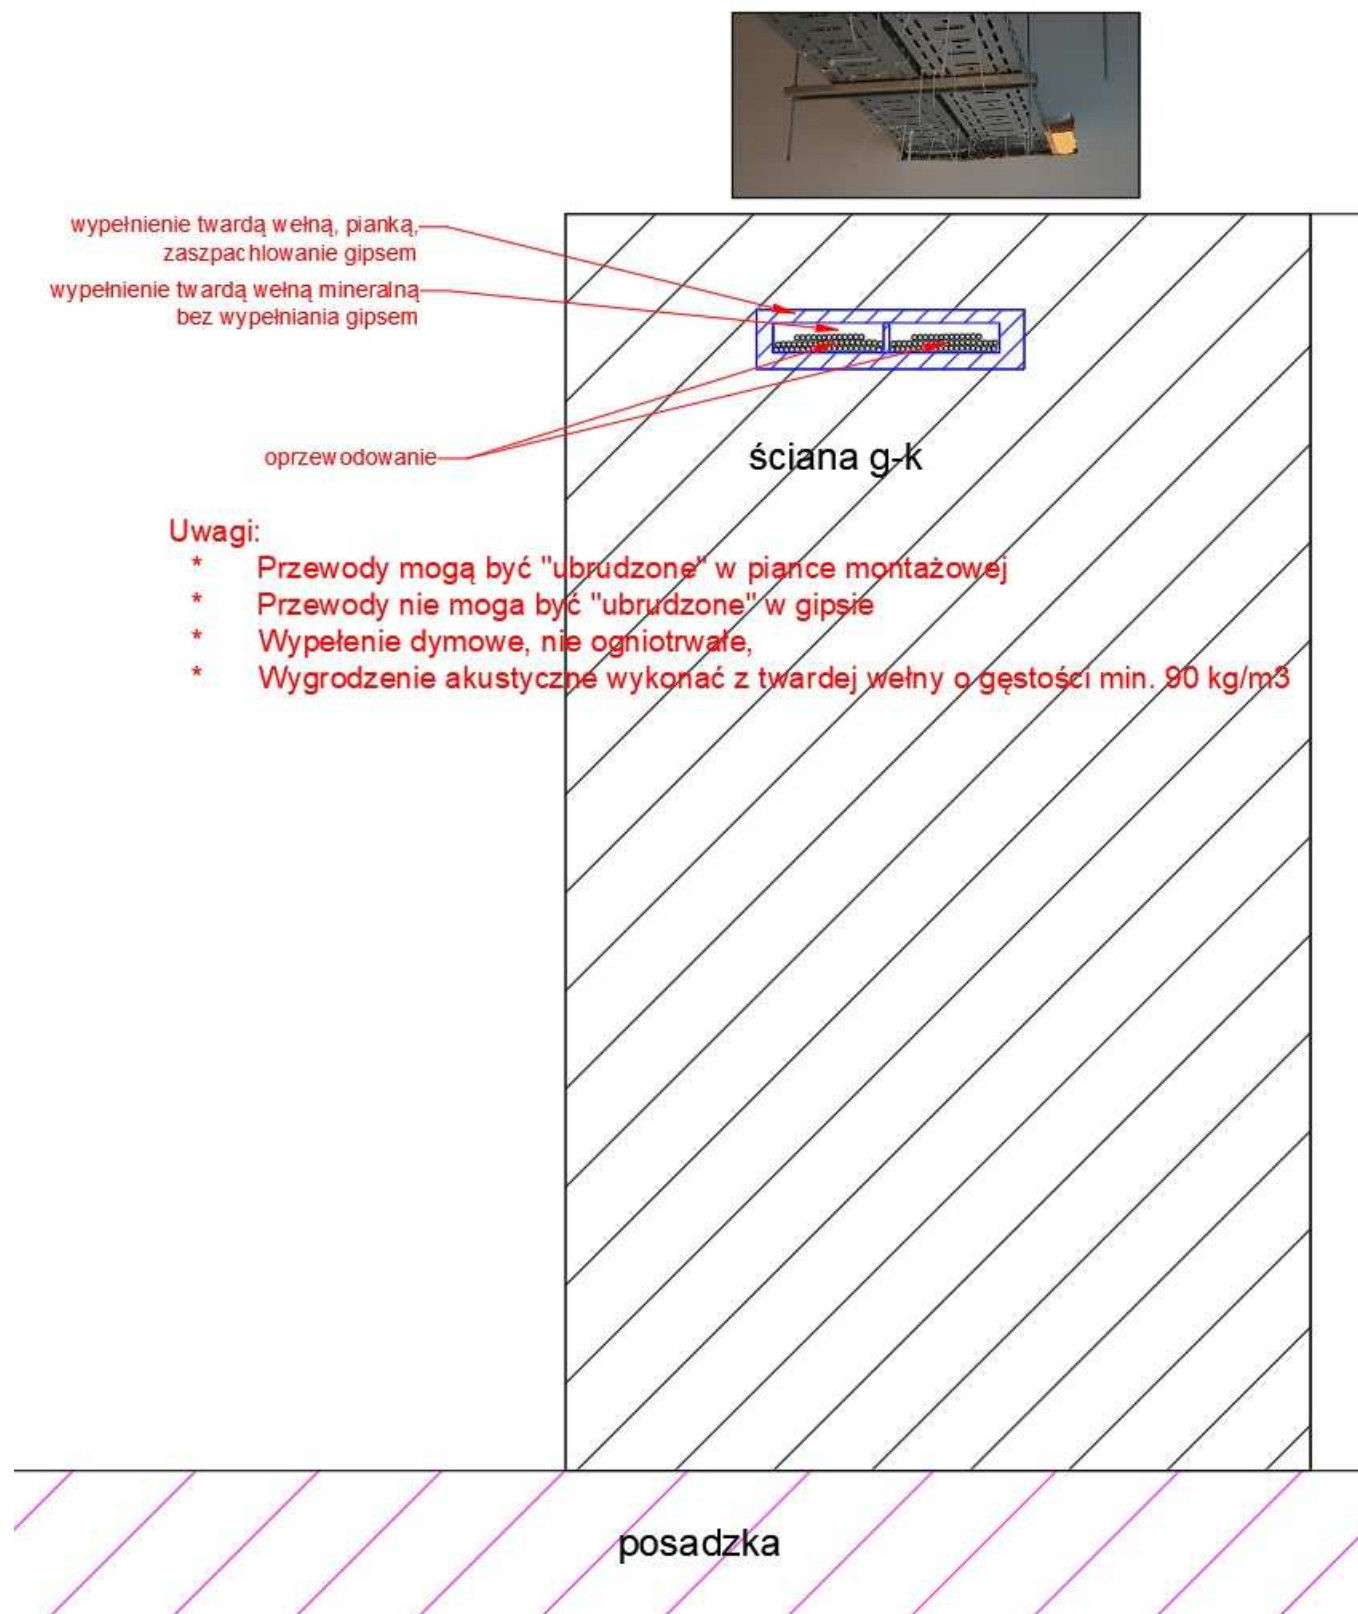 wypełnienie twardą wełną, pianką,
zaszpachlowanie gipsem
wypełnienie twardą wełną mineralną
bez wypełniania gipsem
oprzewodowanie
ściana g-k
Uwagi:
* Przewody mogą być "ubrudzone" w piance montażowej
* Przewody nie moga być "ubrudzone" w gipsie
* Wypełenie dymowe, nie ogniotrwałe,
* Wygrodzenie akustyczne wykonać z twardej wełny o gęstości min. 90 kg/m3
posadzka